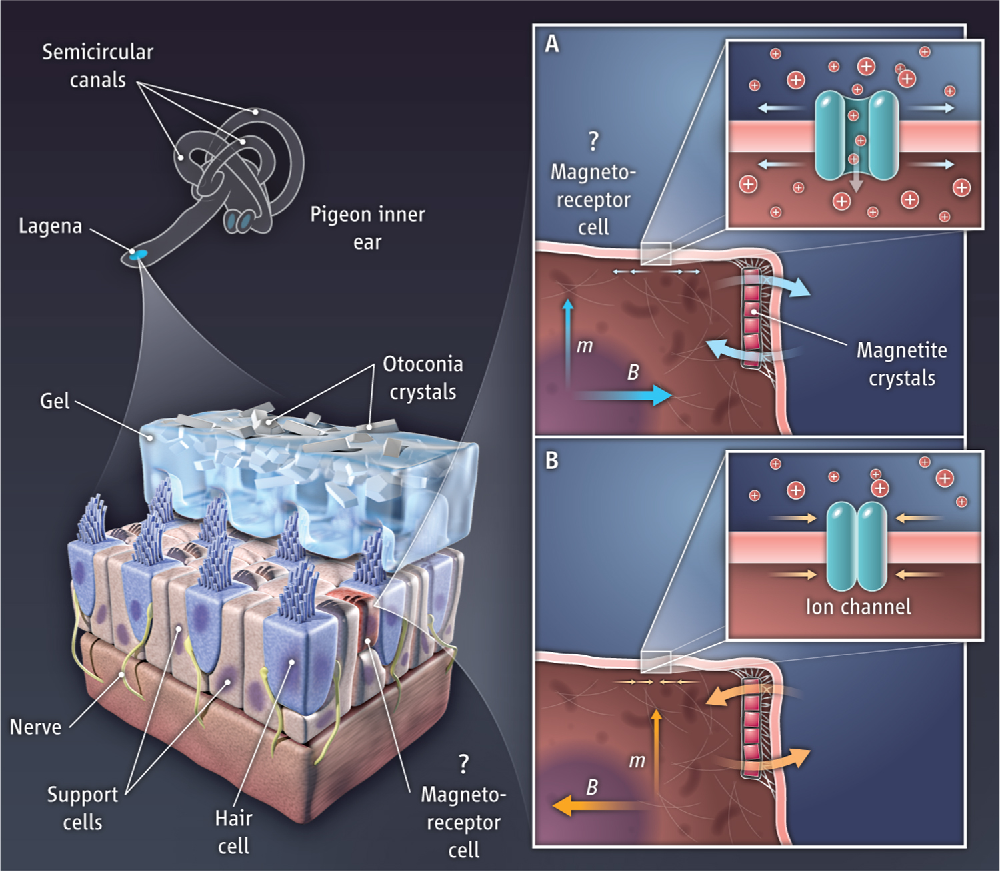 Semicircular
canals
Lagena
Pigeon inner
ear
Otoconia
crystals
Gel
Nerve
Support
cells
Hair
cell
?
Magneto-
receptor
cell
A
?
Magneto-
receptor
cell
m
B
Magnetite
crystals
B
Ion channel
m
B